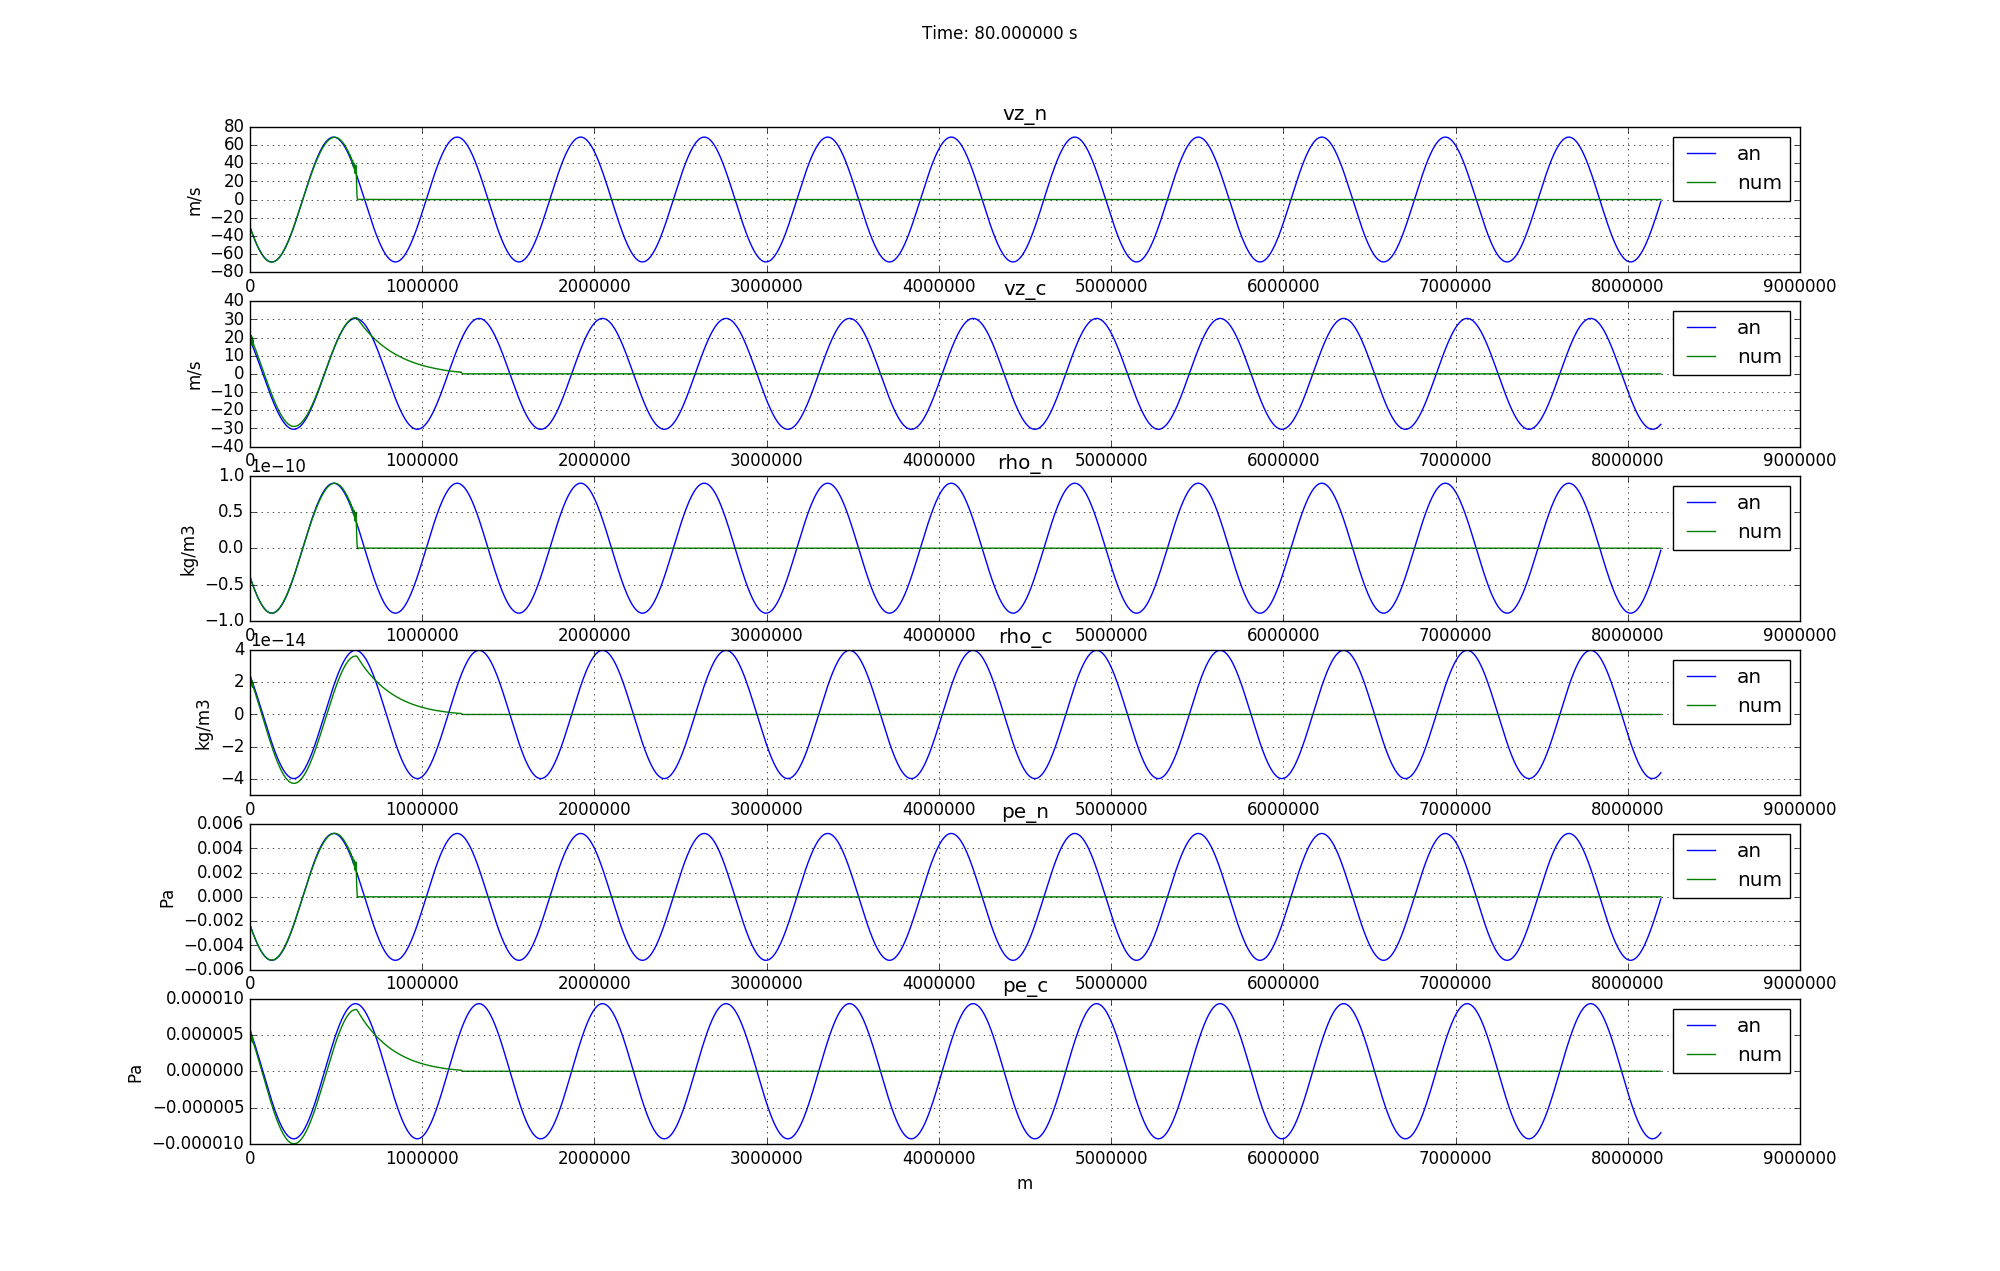 Time: 80.000000 s
vz_n
80
60
40
20
0
−20
−40
−60
−80
m/s
an
num
0 1000000 2000000 3000000 4000000 5000000 6000000 7000000 8000000 9000000
vz_c
40
30
20
10
0
−10
−20
−30
−40
m/s
an
num
0 1000000 2000000 3000000 4000000 5000000 6000000 7000000 8000000 9000000
1e−10
rho_n
1.0
0.5
0.0
−0.5
−1.0
kg/m3
an
num
0 1000000 2000000 3000000 4000000 5000000 6000000 7000000 8000000 9000000
1e−14
rho_c
4
2
0
−2
−4
kg/m3
an
num
0 1000000 2000000 3000000 4000000 5000000 6000000 7000000 8000000 9000000
pe_n
0.006
0.004
0.002
0.000
−0.002
−0.004
−0.006
Pa
an
num
0 1000000 2000000 3000000 4000000 5000000 6000000 7000000 8000000 9000000
pe_c
0.000010
0.000005
0.000000
−0.000005
−0.000010
Pa
an
num
0 1000000 2000000 3000000 4000000 5000000 6000000 7000000 8000000 9000000
m